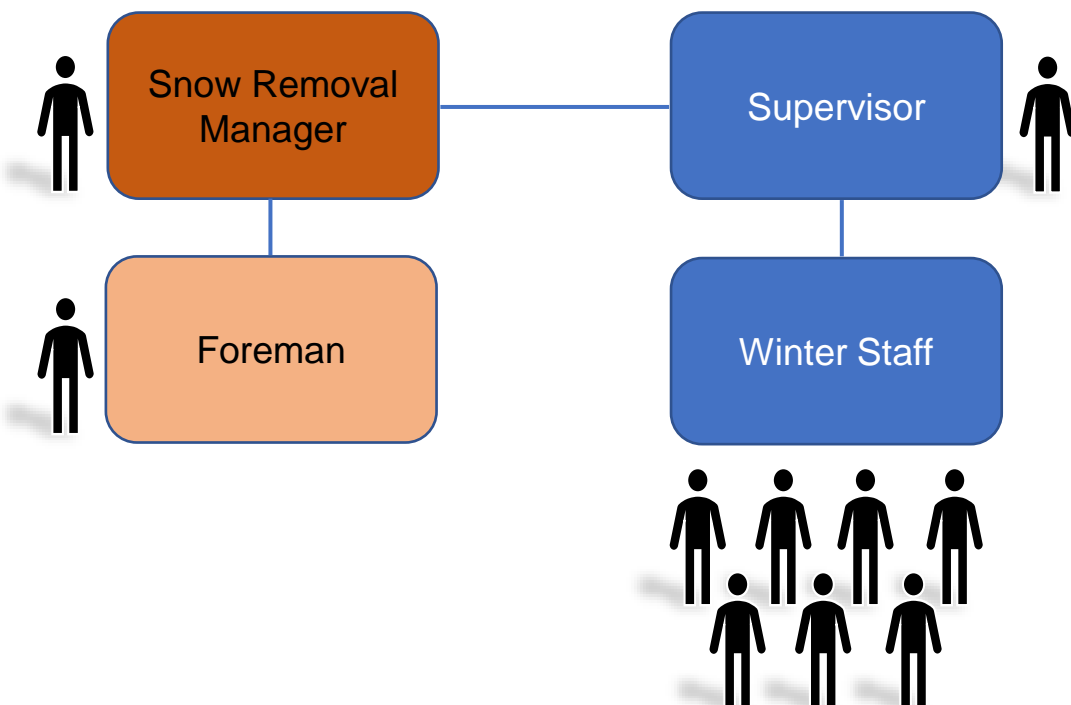 Snow Removal
Manager
Supervisor
Foreman
Winter Staff